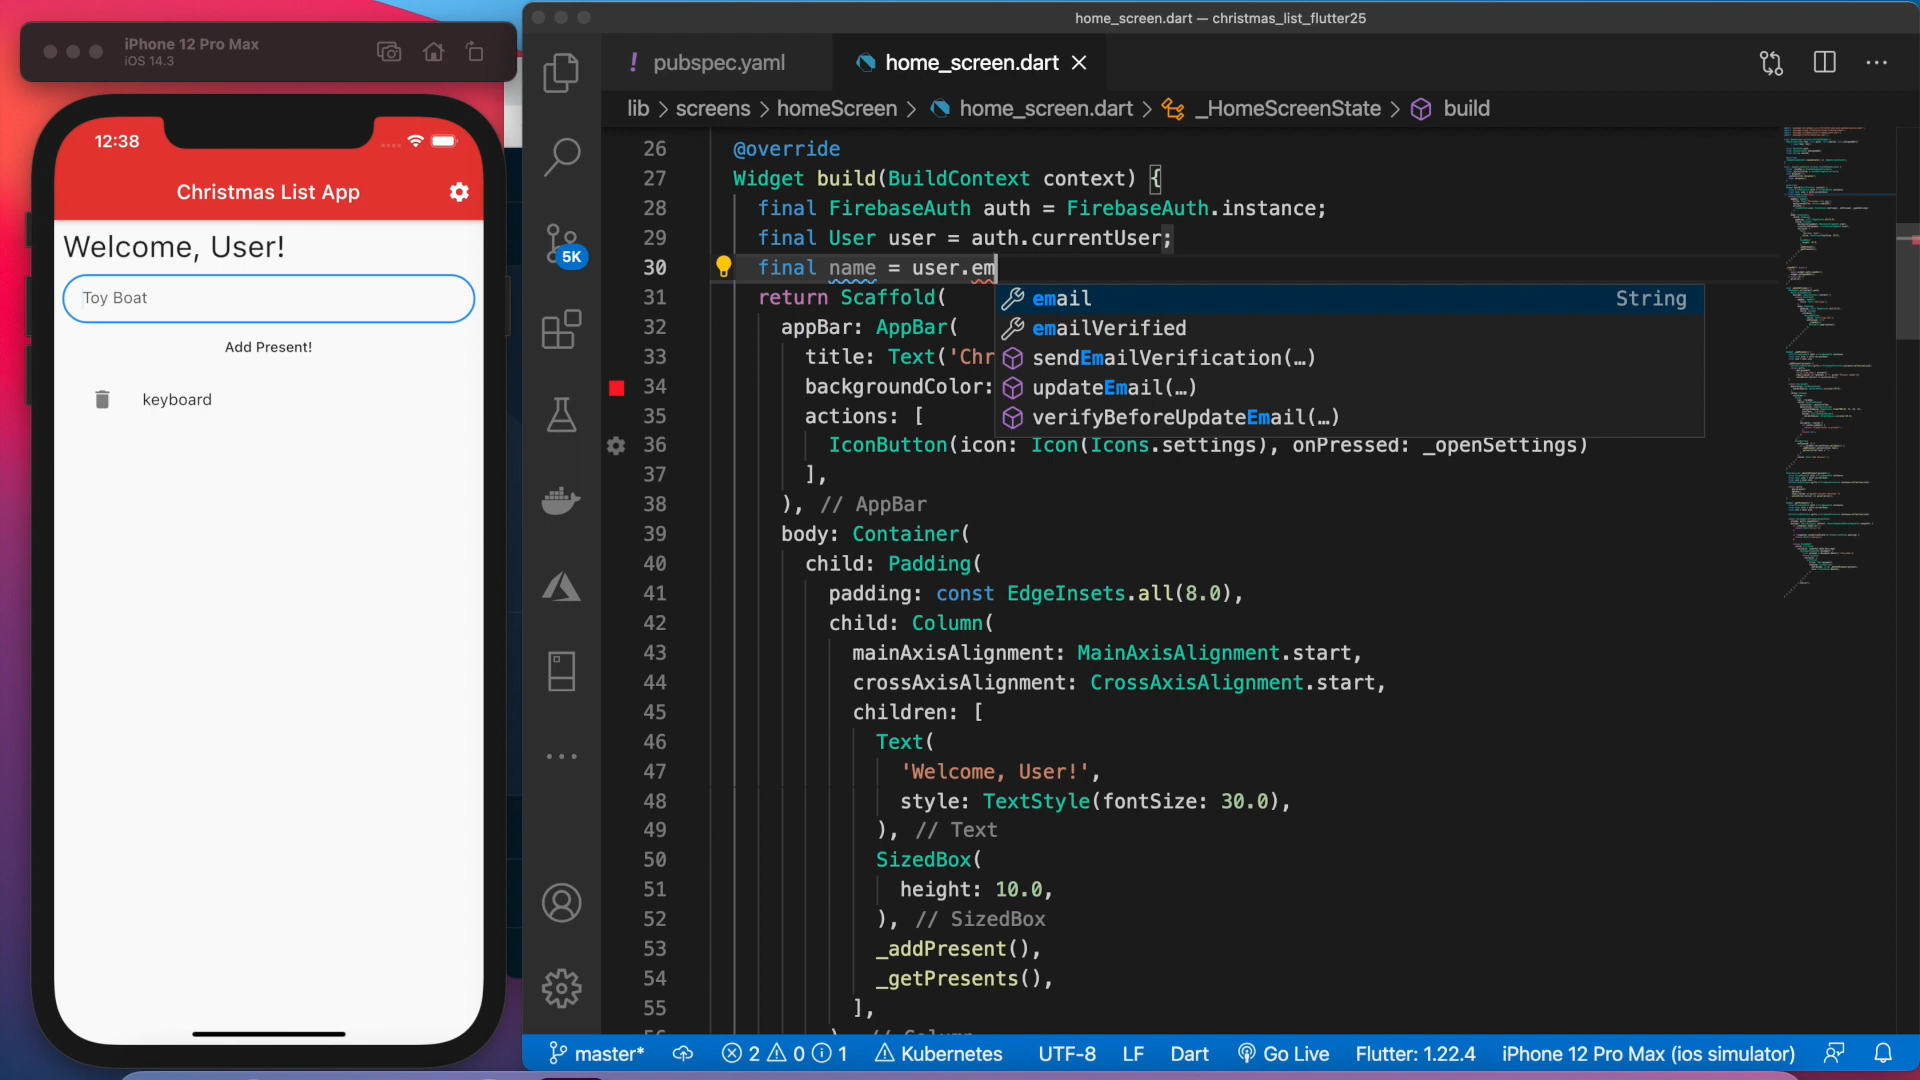 iPhone 12 Pro Max
iOS 14.3
12:38
Christmas List App
Welcome, User!
Toy Boat
Add Present!
keyboard
home_screen.dart — christmas_list_flutter25
! pubspec.yaml
home_screen.dart
lib > screens > homeScreen > home_screen.dart > _HomeScreenState > build
5K
26 @override
27 Widget build(BuildContext context) {
28 final FirebaseAuth auth = FirebaseAuth.instance;
29 final User user = auth.currentUser;
30 final name = user.em
31 return Scaffold(
32 appBar: AppBar(
33 title: Text('Chr
34 backgroundColor:
35 actions: [
email String
emailVerified
sendEmailVerification(…)
updateEmail(…)
verifyBeforeUpdateEmail(…)
36 IconButton(icon: Icon(Icons.settings), onPressed: _openSettings)
37 ],
38 ), // AppBar
39 body: Container(
40 child: Padding(
41 padding: const EdgeInsets.all(8.0),
42 child: Column(
43 mainAxisAlignment: MainAxisAlignment.start,
44 crossAxisAlignment: CrossAxisAlignment.start,
45 children: [
46 Text(
47 'Welcome, User!',
48 style: TextStyle(fontSize: 30.0),
49 ), // Text
50 SizedBox(
51 height: 10.0,
52 ), // SizedBox
53 _addPresent(),
54 _getPresents(),
55 ],
master* 2 0 1 Kubernetes UTF-8 LF Dart Go Live Flutter: 1.22.4 iPhone 12 Pro Max (ios simulator)